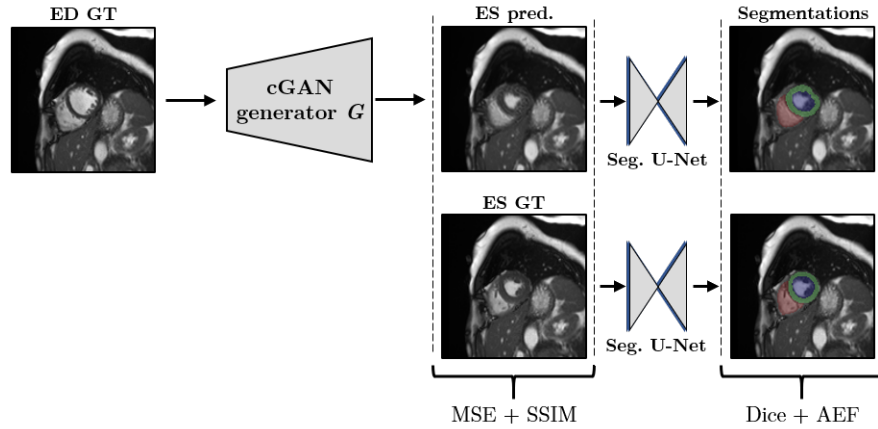 ED GT
ES pred.
Segmentations
cGAN
generator G
Seg. U-Net
ES GT
Seg. U-Net
MSE + SSIM
Dice + AEF